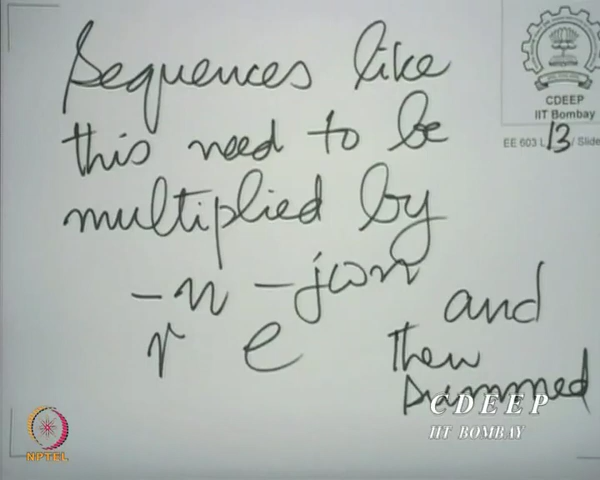 Sequences like
this need to be
multiplied by
r^{-n} e^{-jωn} and
then
summed
CDEEP
IIT Bombay
EE 603 L 13 / Slide
NPTEL
CDEEP
IIT BOMBAY